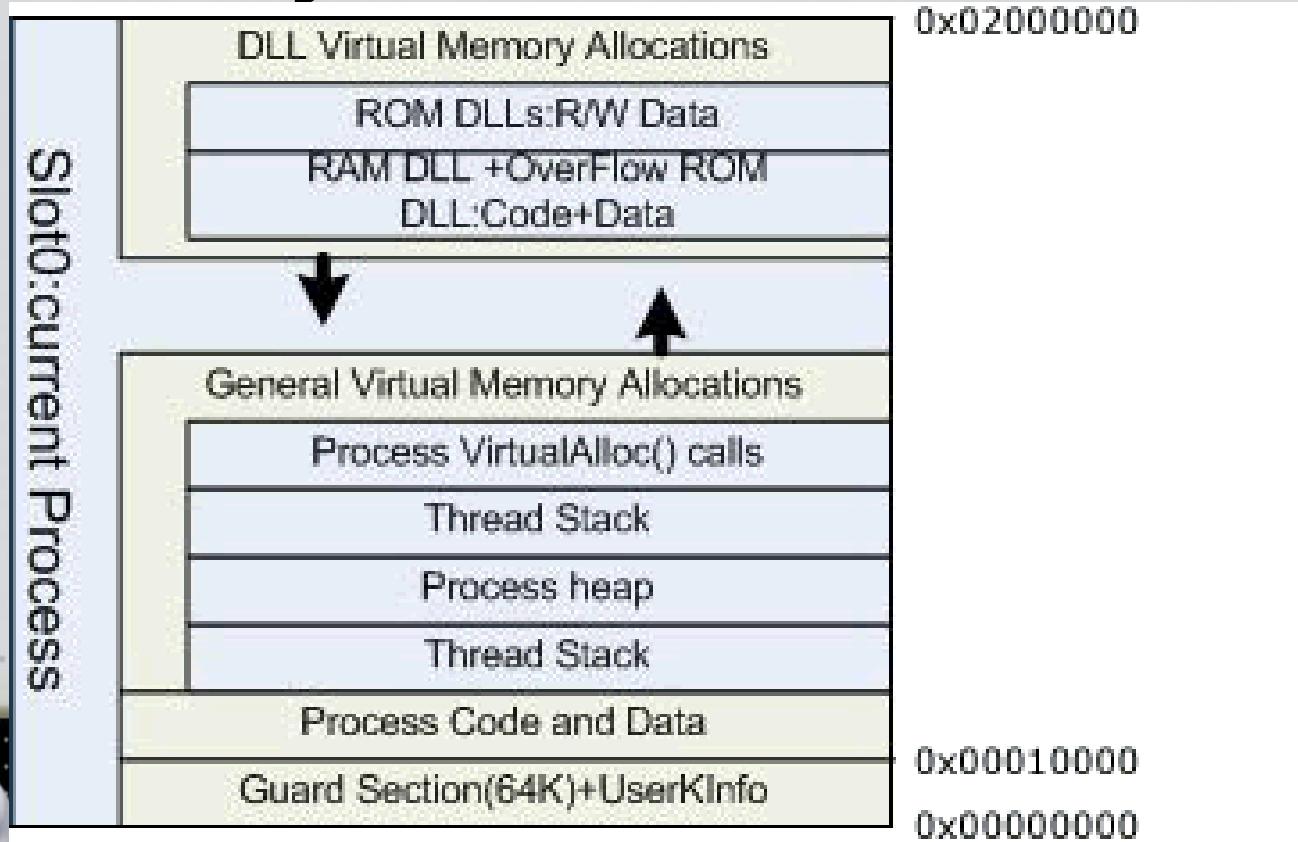 0x02000000
DLL Virtual Memory Allocations
ROM DLLs:R/W Data
RAM DLL +OverFlow ROM
DLL:Code+Data
Slot0:current Process
General Virtual Memory Allocations
Process VirtualAlloc() calls
Thread Stack
Process heap
Thread Stack
Process Code and Data
0x00010000
Guard Section(64K)+UserKInfo
0x00000000